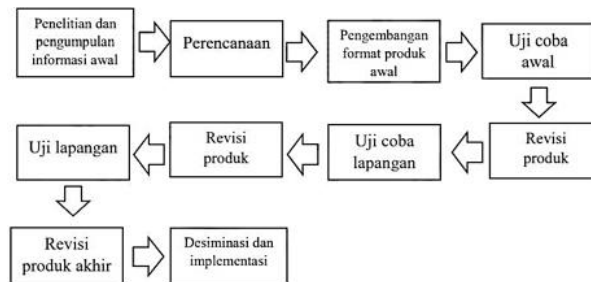 Penelitian dan
pengumpulan
informasi awal
Perencanaan
Pengembangan
format produk
awal
Uji coba
awal
Revisi
produk
Uji coba
lapangan
Revisi
produk
Uji lapangan
Revisi
produk akhir
Desiminasi dan
implementasi